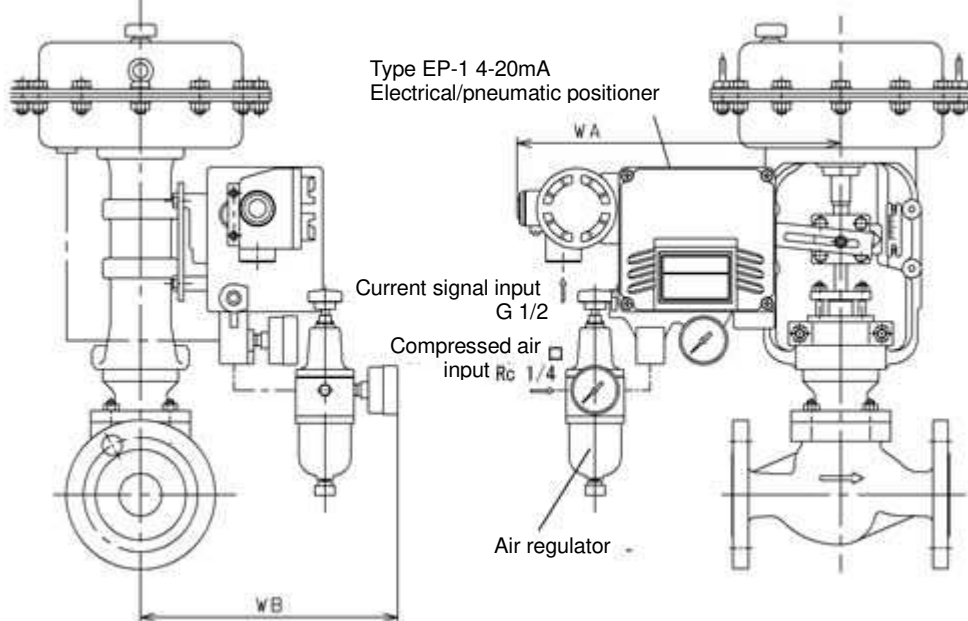 Type EP-1 4-20mA
Electrical/pneumatic positioner
WA
Current signal input
G 1/2
Compressed air
input Rc 1/4
Air regulator
WB